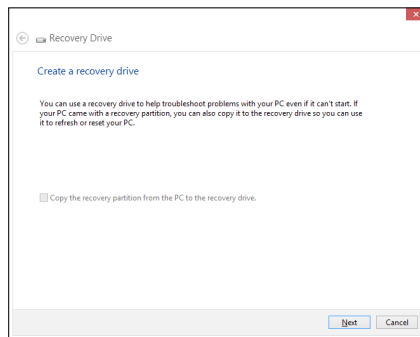 Recovery Drive
Create a recovery drive
You can use a recovery drive to help troubleshoot problems with your PC even if it can't start. If
your PC came with a recovery partition, you can also copy it to the recovery drive so you can use
it to refresh or reset your PC.
Copy the recovery partition from the PC to the recovery drive.
Next Cancel